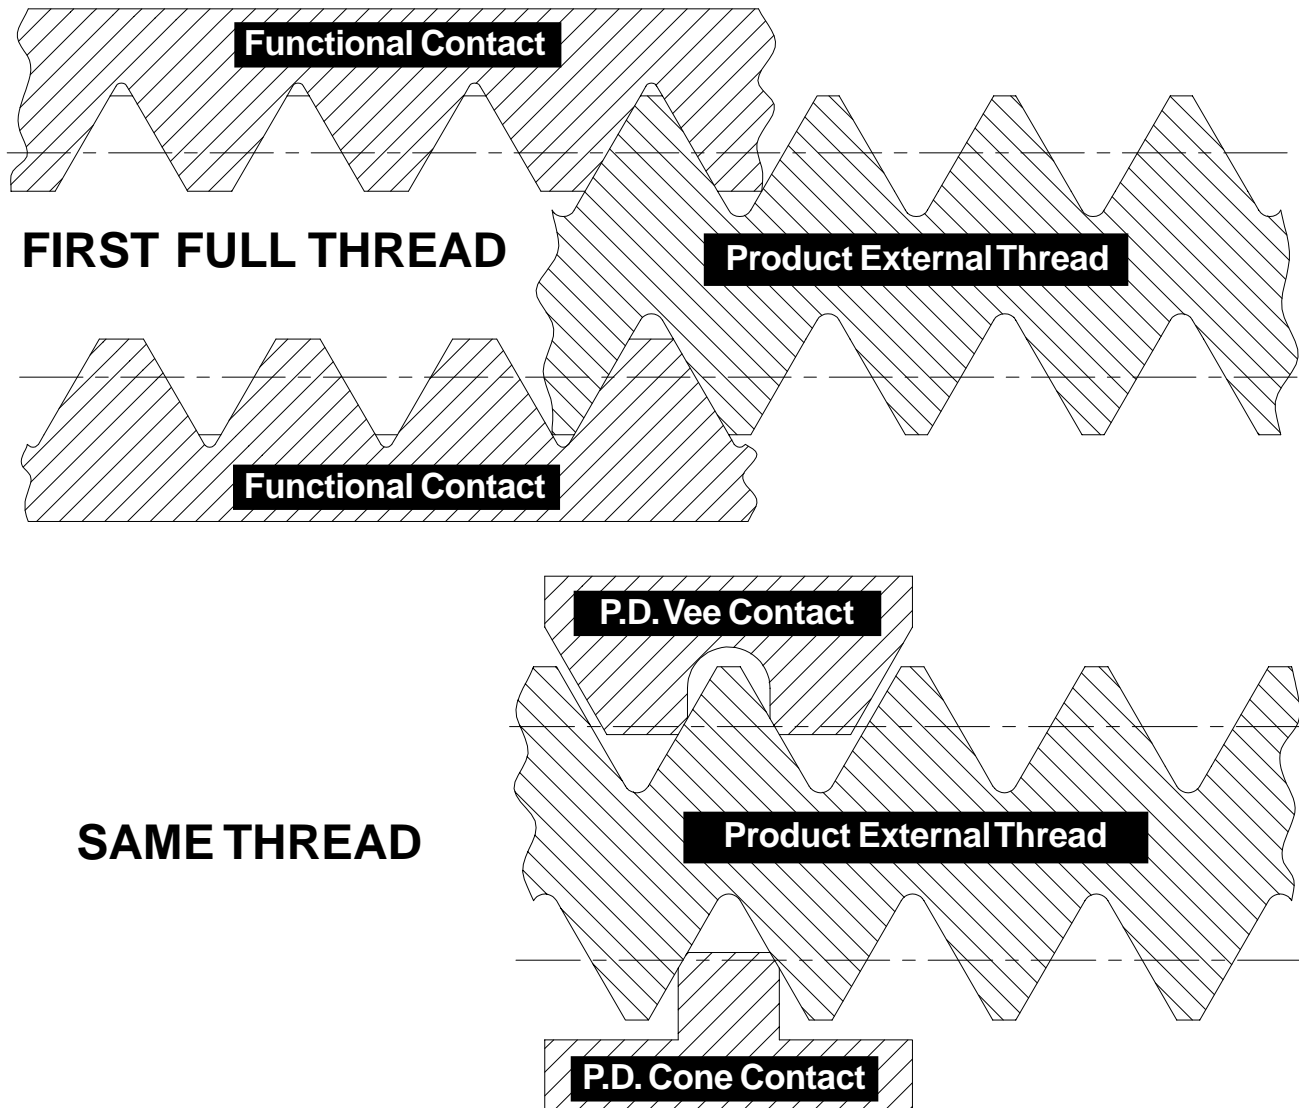 Functional Contact
FIRST FULL THREAD
Product External Thread
Functional Contact
P.D. Vee Contact
SAME THREAD
Product External Thread
P.D. Cone Contact